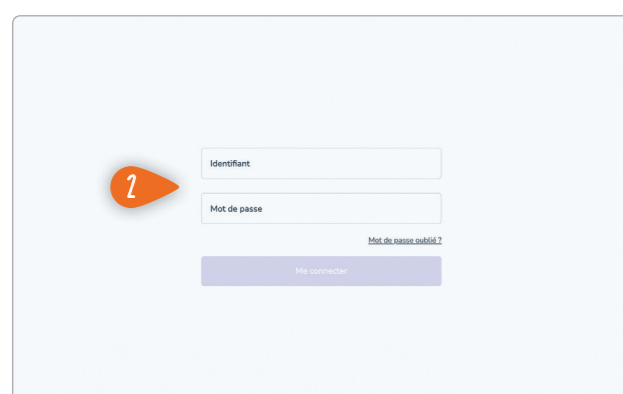 Identifiant
2
Mot de passe
Mot de passe oublié ?
Me connecter